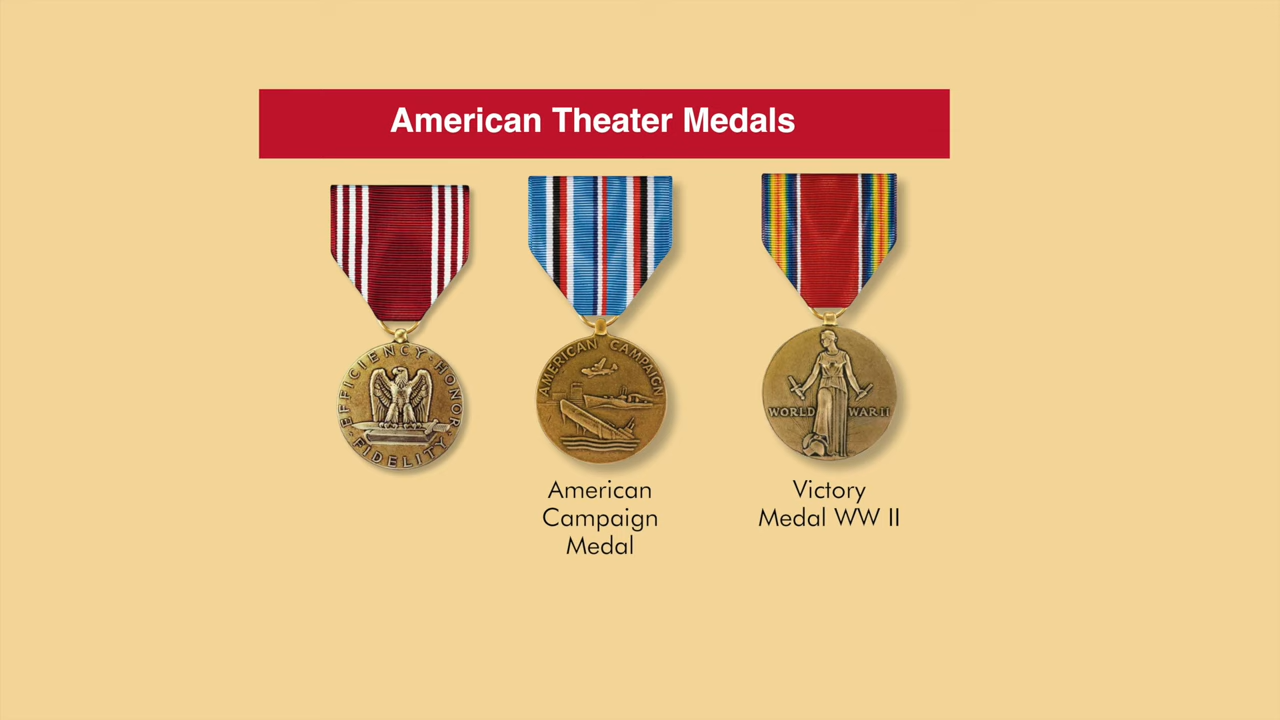 American Theater Medals
EFFICIENCY · HONOR · FIDELITY
AMERICAN CAMPAIGN
WORLD WAR II
American
Campaign
Medal
Victory
Medal WW II